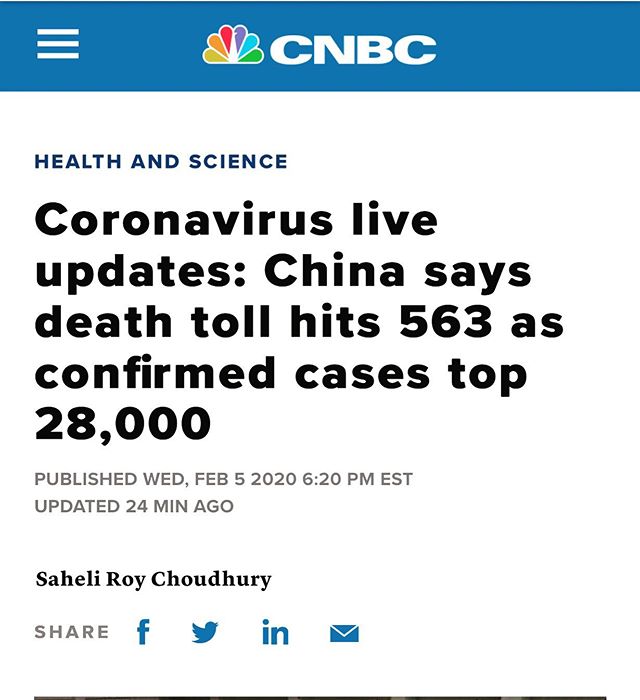 CNBC
HEALTH AND SCIENCE
Coronavirus live
updates: China says
death toll hits 563 as
confirmed cases top
28,000
PUBLISHED WED, FEB 5 2020 6:20 PM EST
UPDATED 24 MIN AGO
Saheli Roy Choudhury
SHARE f in